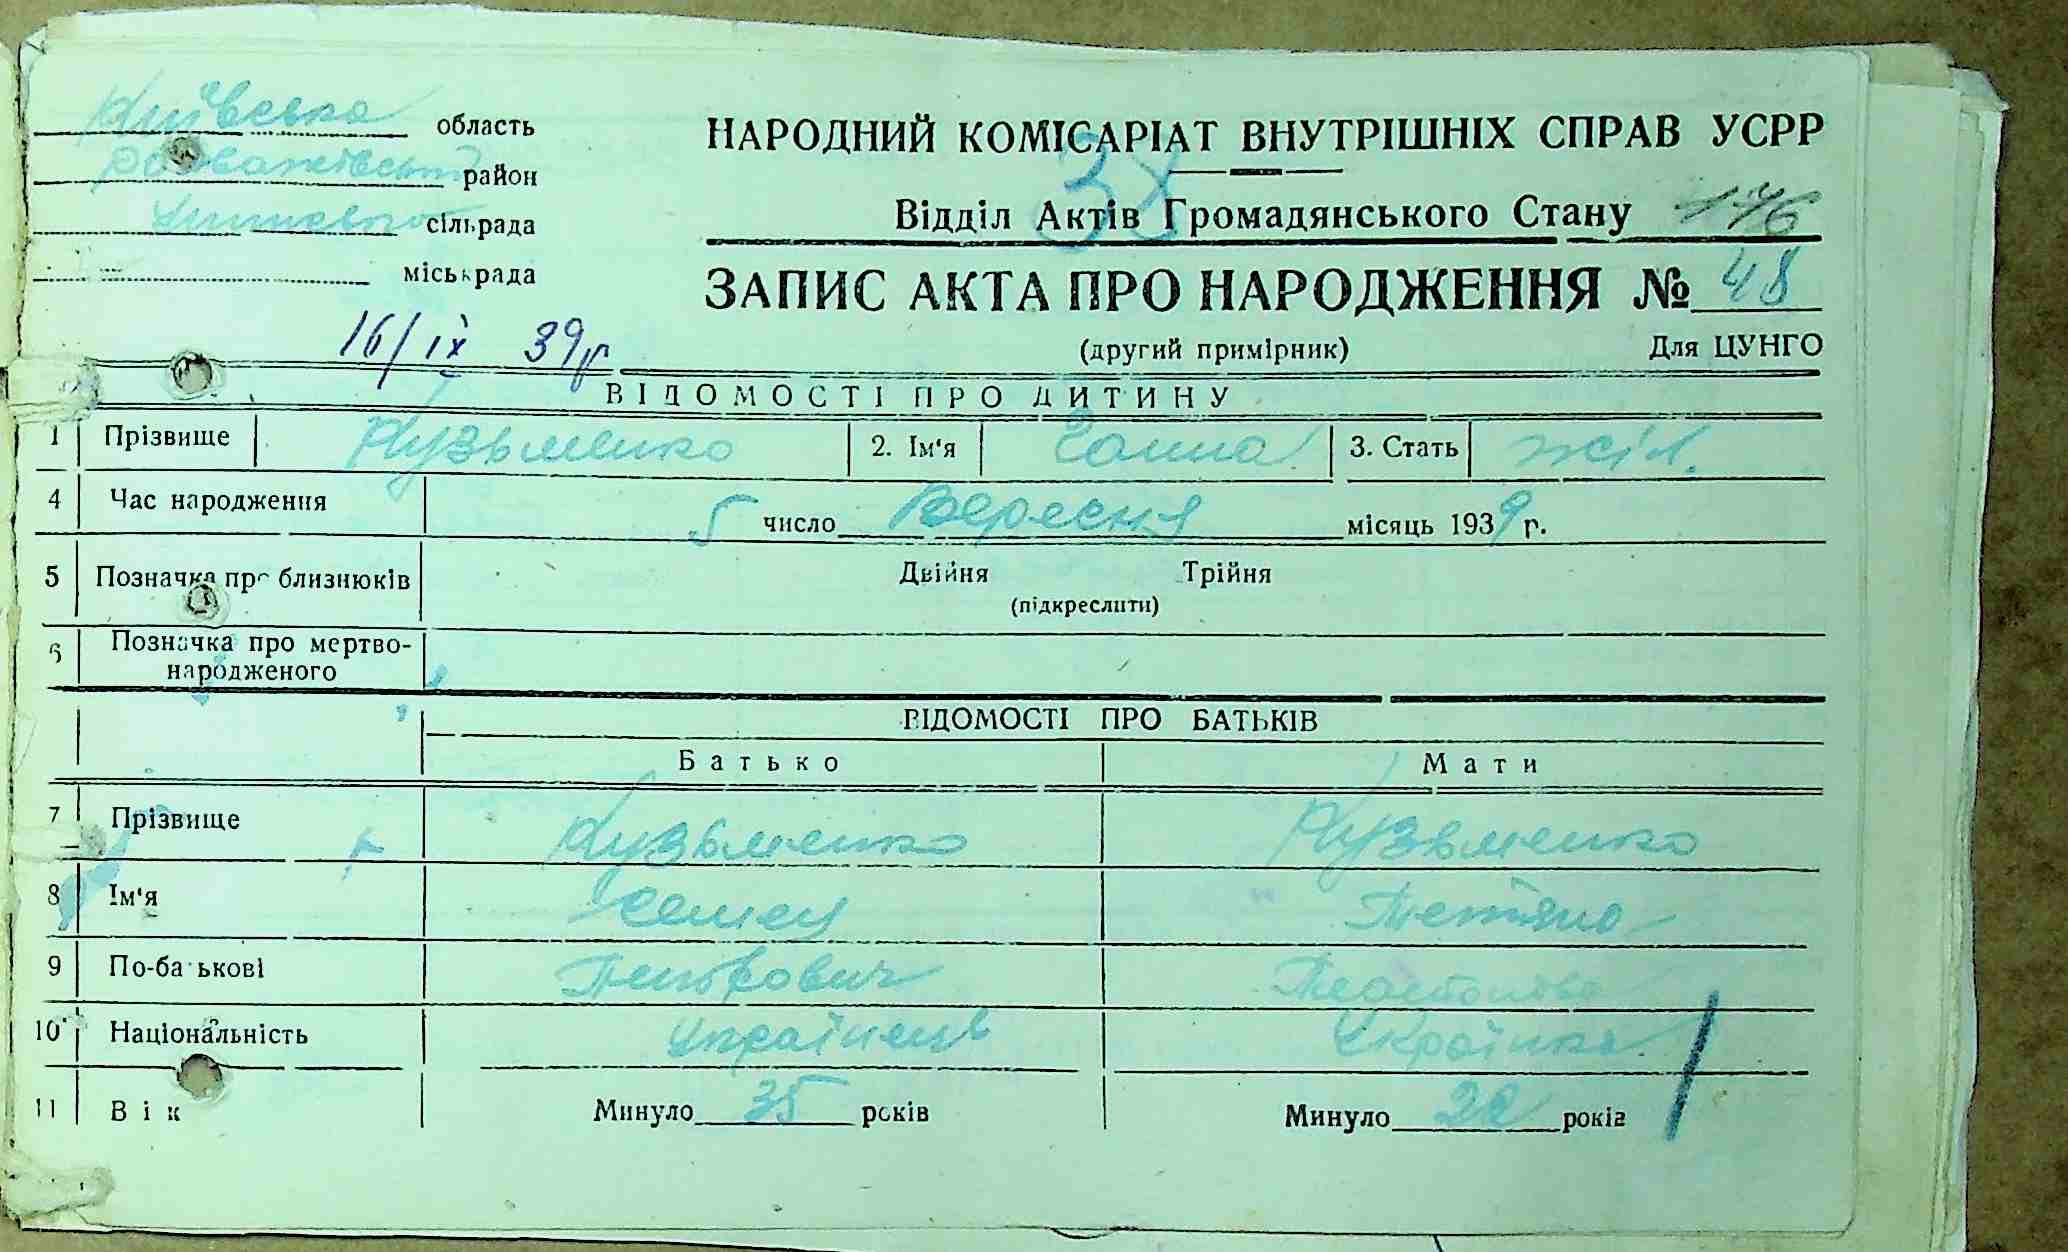 Київська область
район
сільрада
міськрада
НАРОДНИЙ КОМІСАРІАТ ВНУТРІШНІХ СПРАВ УСРР
Відділ Актів Громадянського Стану 176
ЗАПИС АКТА ПРО НАРОДЖЕННЯ № 48
16/IX 39р
(другий примірник) Для ЦУНГО
ВІДОМОСТІ ПРО ДИТИНУ
1 Прізвище Кузьменко 2. Ім'я Ганна 3. Стать жін.
4 Час народження 5 число Вересня місяць 1939 г.
5 Позначка про близнюків Двійня Трійня
(підкреслити)
6 Позначка про мертво-
народженого
ВІДОМОСТІ ПРО БАТЬКІВ
Батько Мати
7 Прізвище Кузьменко Кузьменко
8 Ім'я Семен Тетяна
9 По-батькові Петрович
10 Національність Українець Українка
11 Вік Минуло 35 років Минуло років